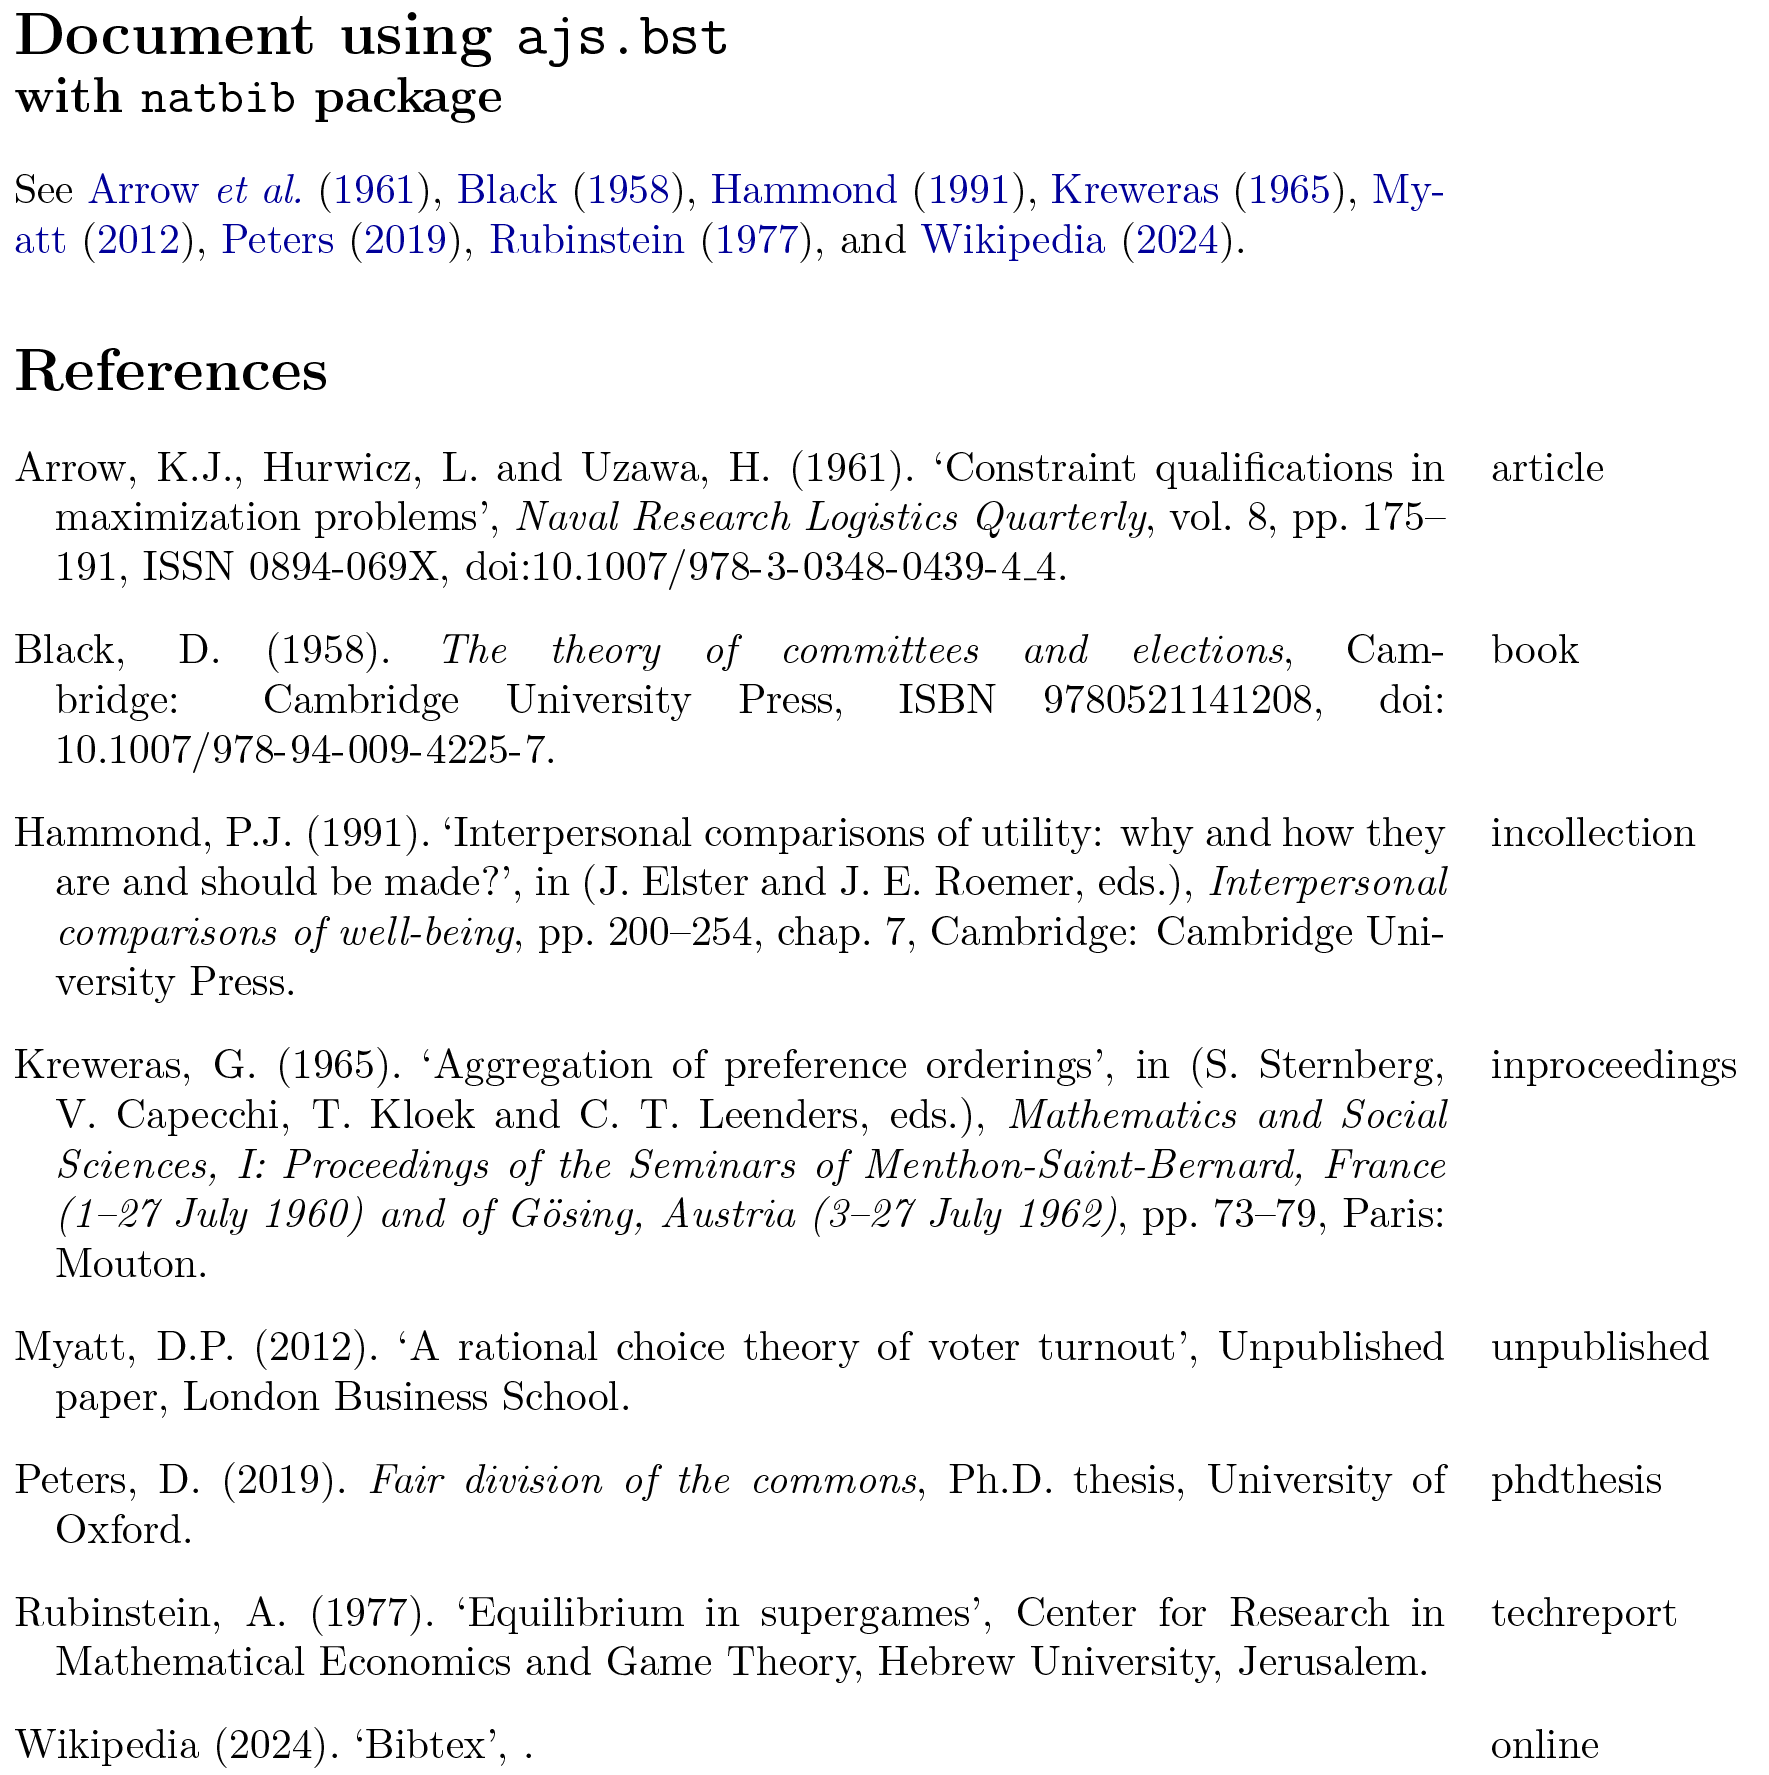 Document using ajs.bst
with natbib package
See Arrow et al. (1961), Black (1958), Hammond (1991), Kreweras (1965), My-
att (2012), Peters (2019), Rubinstein (1977), and Wikipedia (2024).
References
Arrow, K.J., Hurwicz, L. and Uzawa, H. (1961). ‘Constraint qualifications in article
maximization problems’, Naval Research Logistics Quarterly, vol. 8, pp. 175–
191, ISSN 0894-069X, doi:10.1007/978-3-0348-0439-4_4.
Black, D. (1958). The theory of committees and elections, Cam- book
bridge: Cambridge University Press, ISBN 9780521141208, doi:
10.1007/978-94-009-4225-7.
Hammond, P.J. (1991). ‘Interpersonal comparisons of utility: why and how they incollection
are and should be made?’, in (J. Elster and J. E. Roemer, eds.), Interpersonal
comparisons of well-being, pp. 200–254, chap. 7, Cambridge: Cambridge Uni-
versity Press.
Kreweras, G. (1965). ‘Aggregation of preference orderings’, in (S. Sternberg, inproceedings
V. Capecchi, T. Kloek and C. T. Leenders, eds.), Mathematics and Social
Sciences, I: Proceedings of the Seminars of Menthon-Saint-Bernard, France
(1–27 July 1960) and of Gösing, Austria (3–27 July 1962), pp. 73–79, Paris:
Mouton.
Myatt, D.P. (2012). ‘A rational choice theory of voter turnout’, Unpublished unpublished
paper, London Business School.
Peters, D. (2019). Fair division of the commons, Ph.D. thesis, University of phdthesis
Oxford.
Rubinstein, A. (1977). ‘Equilibrium in supergames’, Center for Research in techreport
Mathematical Economics and Game Theory, Hebrew University, Jerusalem.
Wikipedia (2024). ‘Bibtex’, . online